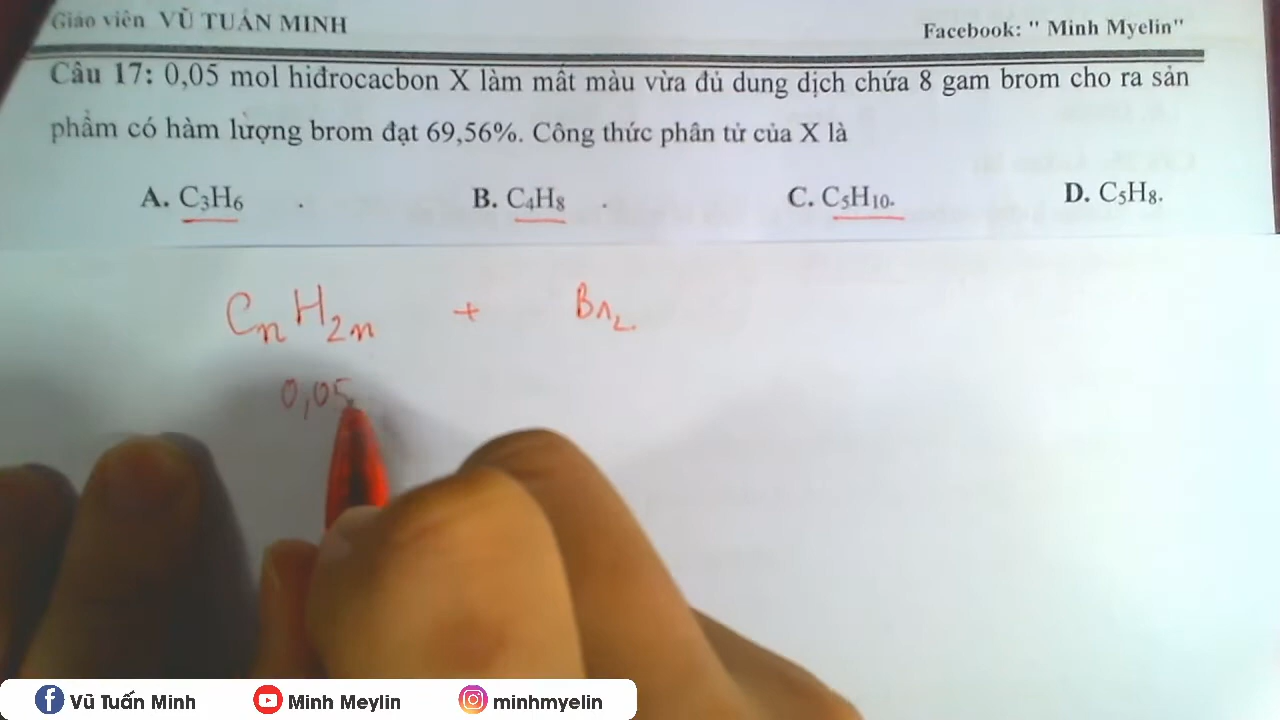 Giáo viên VŨ TUẤN MINH
Facebook: " Minh Myelin"
Câu 17: 0,05 mol hiđrocacbon X làm mất màu vừa đủ dung dịch chứa 8 gam brom cho ra sản
phẩm có hàm lượng brom đạt 69,56%. Công thức phân tử của X là
A. C₃H₆ . B. C₄H₈ . C. C₅H₁₀. D. C₅H₈.
CnH2n + Br₂
0,05
Vũ Tuấn Minh Minh Meylin minhmyelin